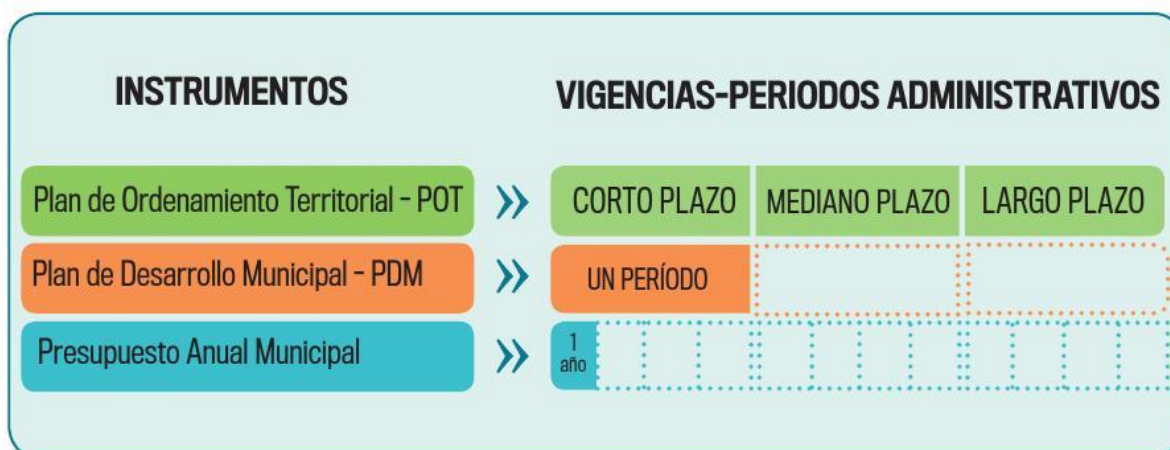 INSTRUMENTOS
VIGENCIAS-PERIODOS ADMINISTRATIVOS
Plan de Ordenamiento Territorial - POT
CORTO PLAZO
MEDIANO PLAZO
LARGO PLAZO
Plan de Desarrollo Municipal - PDM
UN PERÍODO
Presupuesto Anual Municipal
1
año